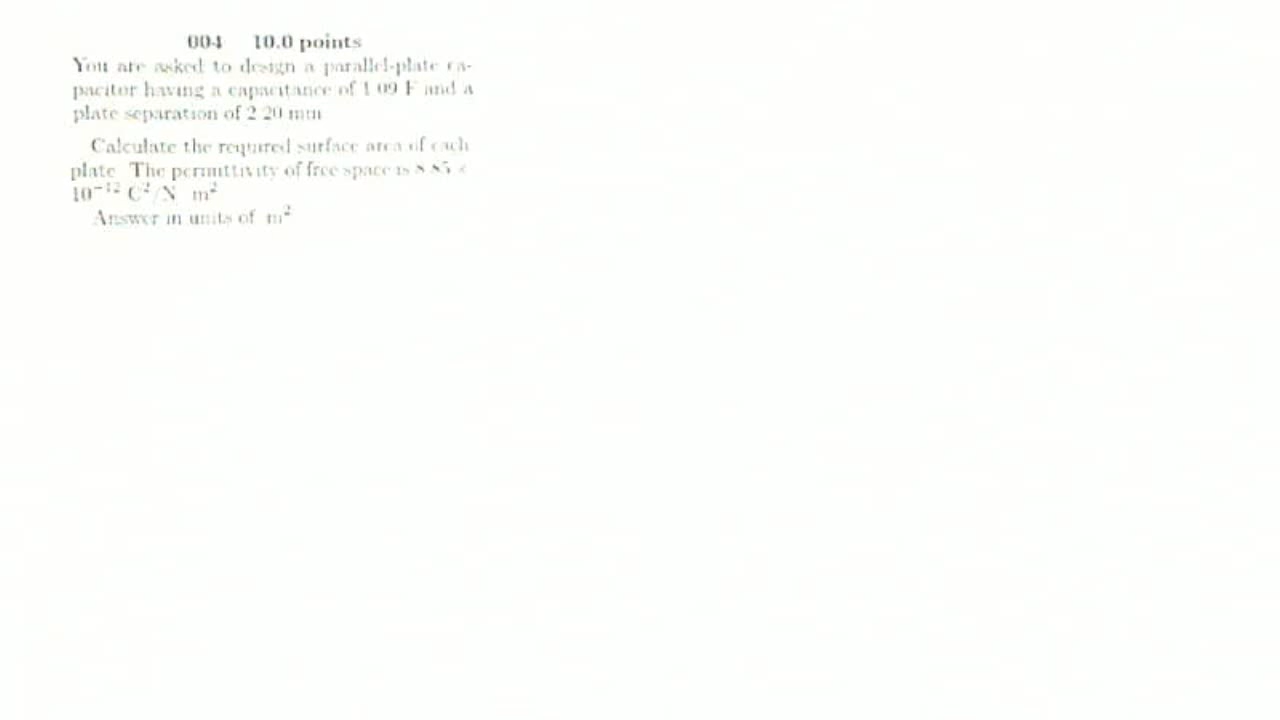 004 10.0 points
You are asked to design a parallel-plate ca-
pacitor having a capacitance of 1.09 F and a
plate separation of 2.20 mm.
Calculate the required surface area of each
plate. The permittivity of free space is 8.85 ×
10⁻¹² C²/N · m².
Answer in units of m²